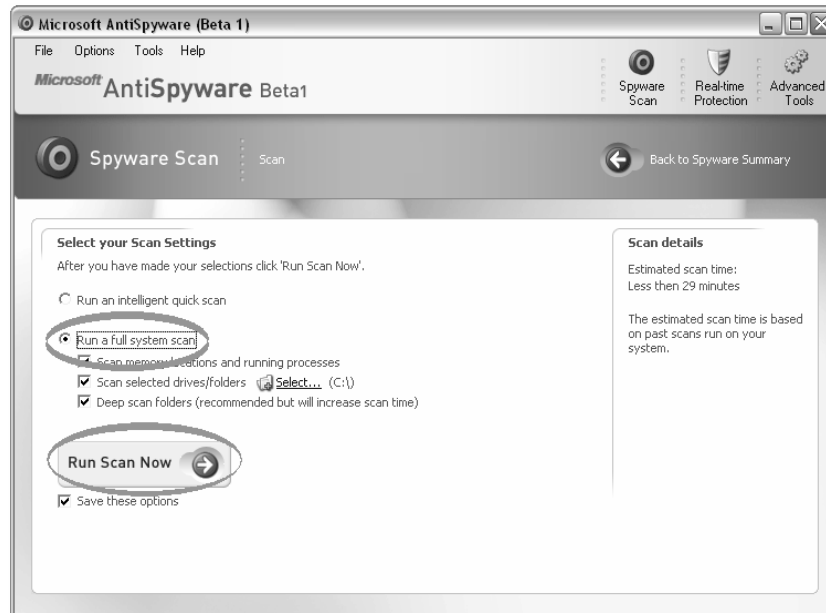 Microsoft AntiSpyware (Beta 1)
File Options Tools Help
Microsoft AntiSpyware Beta1
Spyware Scan
Real-time Protection
Advanced Tools
Spyware Scan
Scan
Back to Spyware Summary
Select your Scan Settings
After you have made your selections click 'Run Scan Now'.
Run an intelligent quick scan
Run a full system scan
Scan memory locations and running processes
Scan selected drives/folders Select... (C:\)
Deep scan folders (recommended but will increase scan time)
Run Scan Now
Save these options
Scan details
Estimated scan time:
Less then 29 minutes
The estimated scan time is based
on past scans run on your
system.